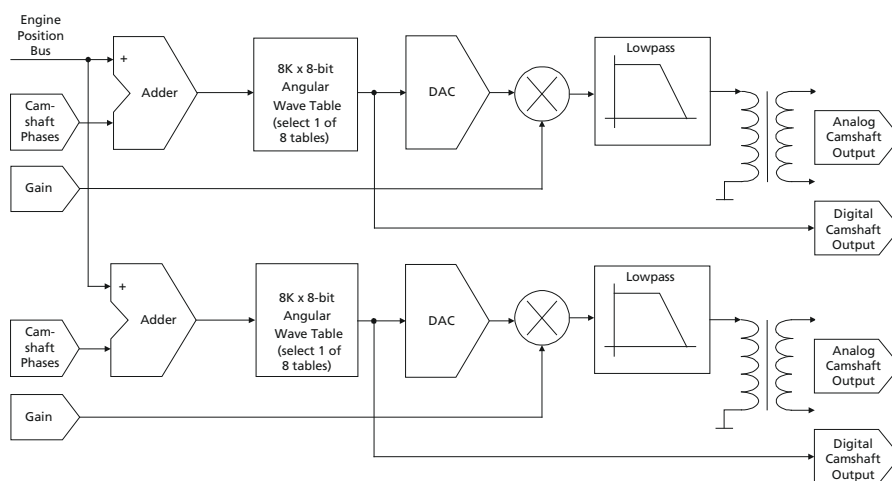 Engine
Position
Bus
+
Adder
Cam-
shaft
Phases
Gain
8K x 8-bit
Angular
Wave Table
(select 1 of
8 tables)
DAC
Lowpass
Analog
Camshaft
Output
Digital
Camshaft
Output
+
Adder
Cam-
shaft
Phases
Gain
8K x 8-bit
Angular
Wave Table
(select 1 of
8 tables)
DAC
Lowpass
Analog
Camshaft
Output
Digital
Camshaft
Output